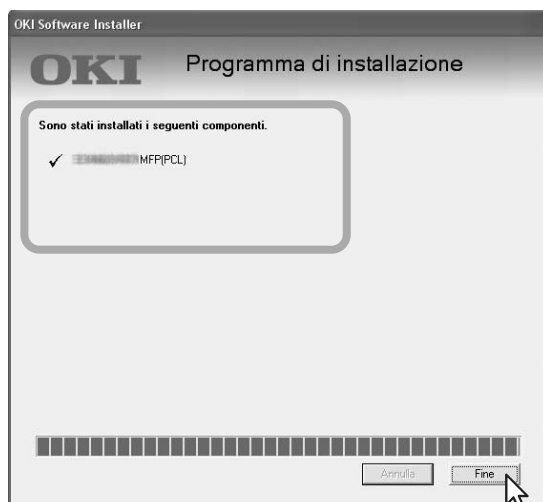 OKI Software Installer
OKI Programma di installazione
Sono stati installati i seguenti componenti.
MFP(PCL)
Annulla Fine